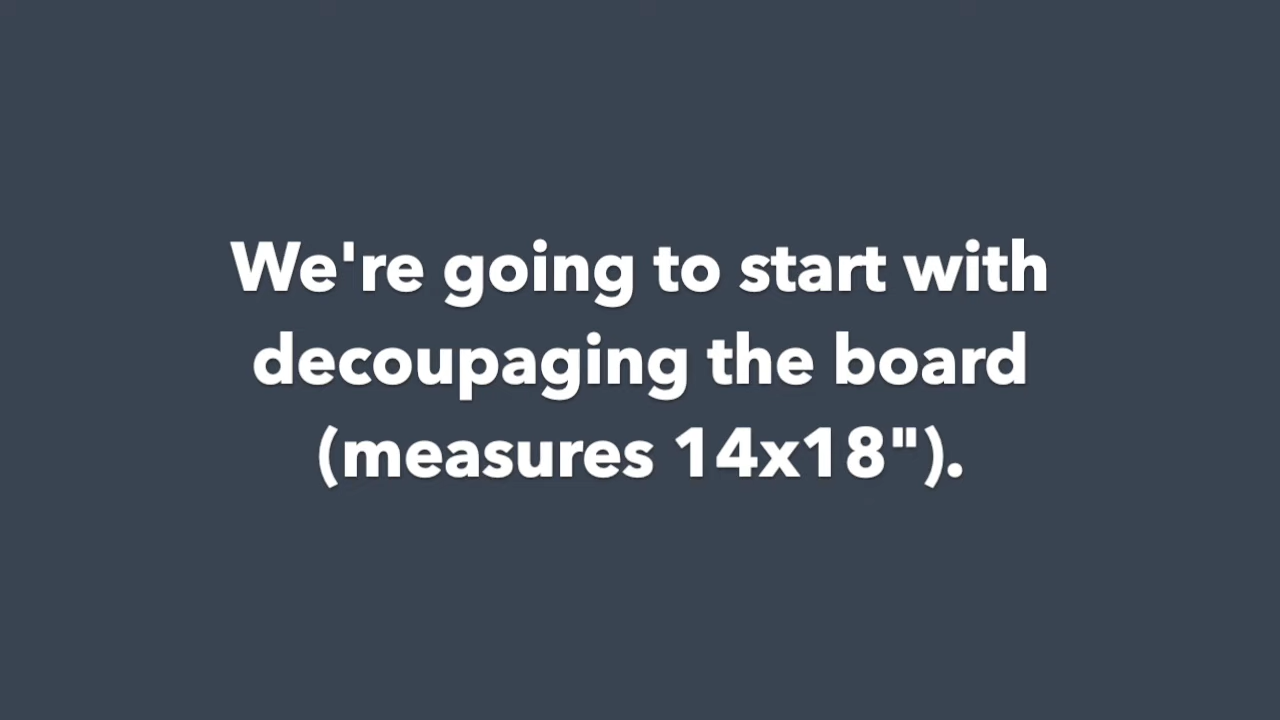 We're going to start with
decoupaging the board
(measures 14x18").